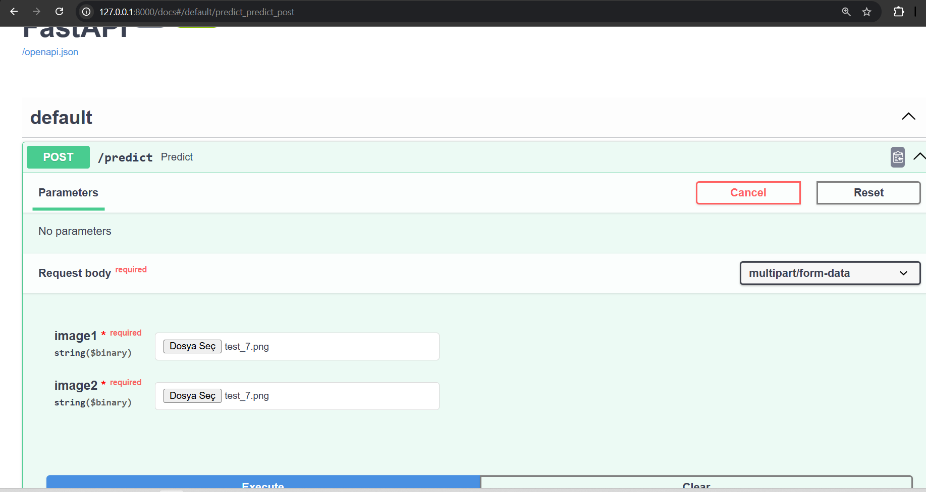 127.0.0.1:8000/docs#/default/predict_predict_post
FastAPI
/openapi.json
default
POST /predict Predict
Parameters
Cancel
Reset
No parameters
Request body required
multipart/form-data
image1 * required
string($binary)
Dosya Seç test_7.png
image2 * required
string($binary)
Dosya Seç test_7.png
Execute
Clear